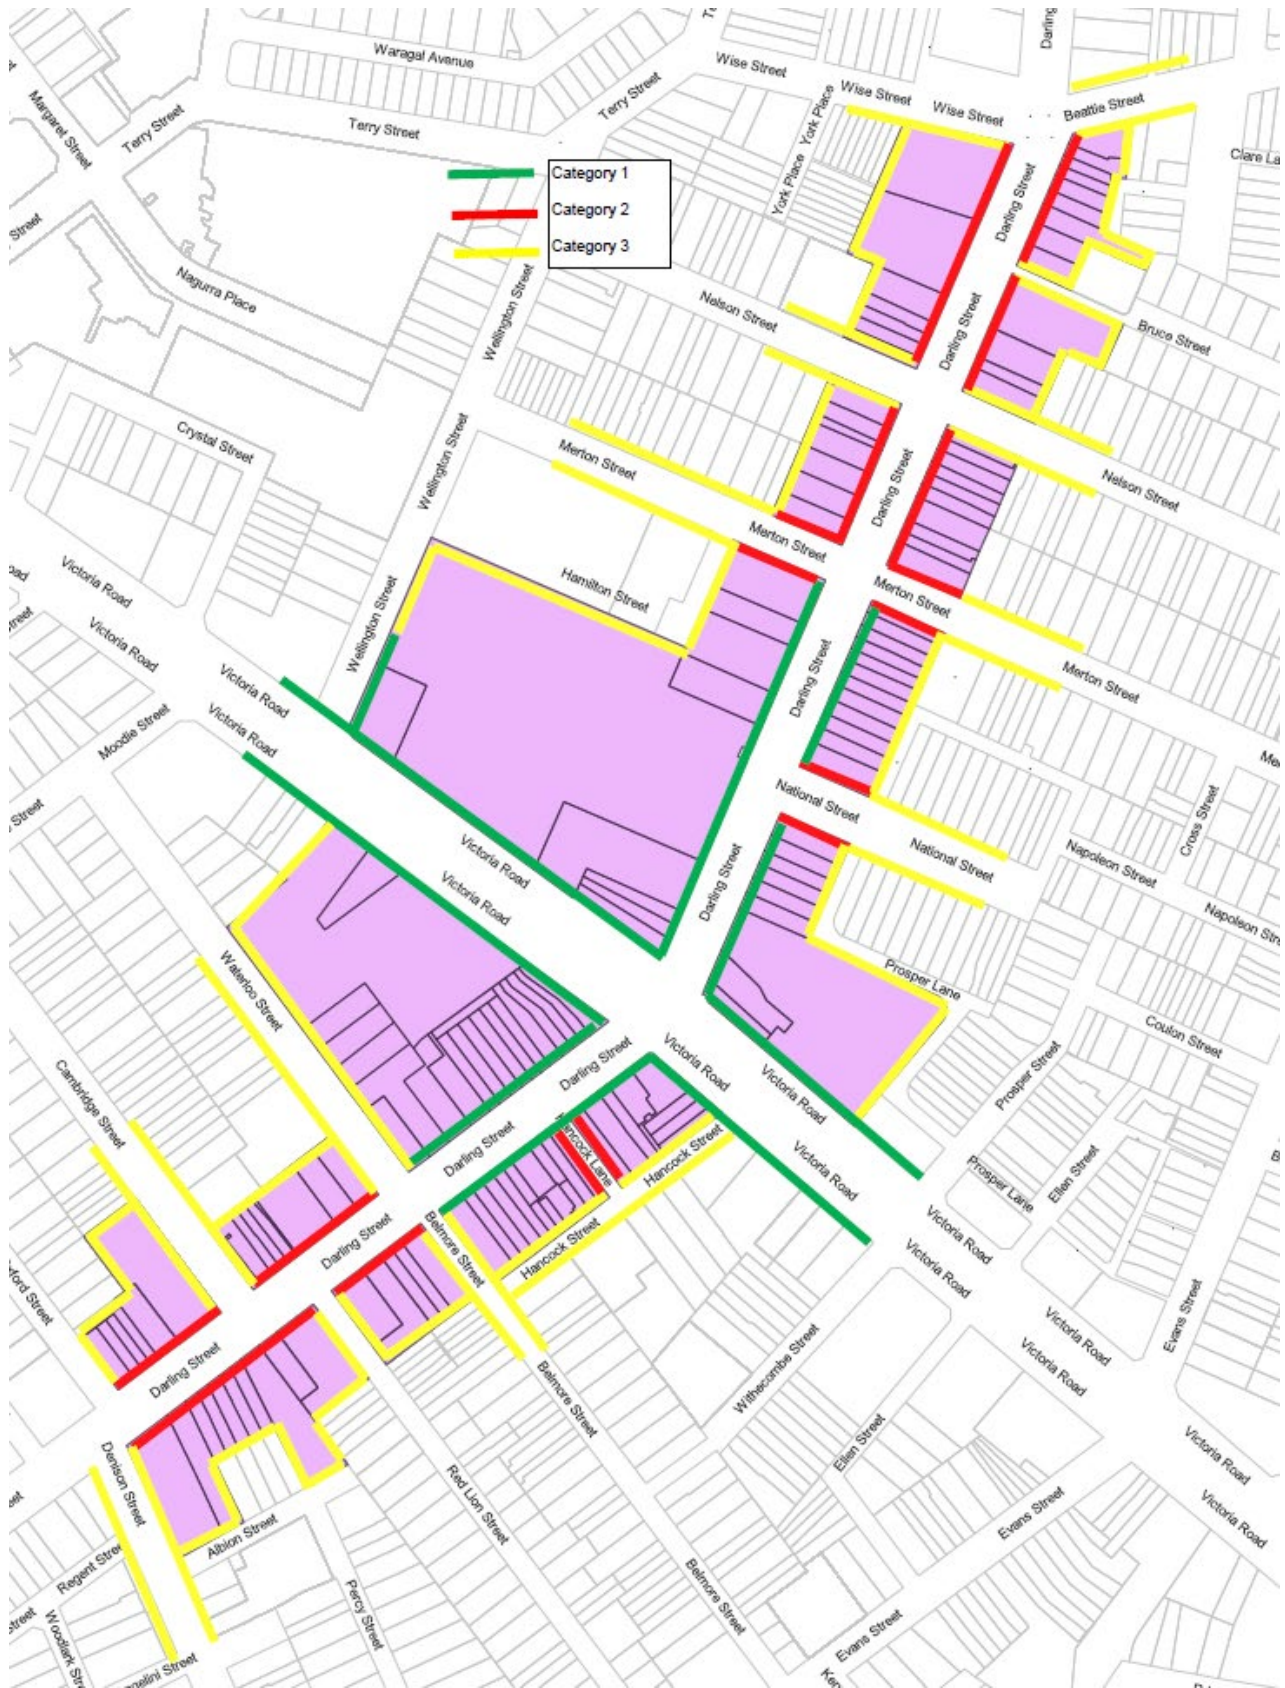 Darling
Waragal Avenue
Wise Street
Margaret Street
Terry Street
Terry Street
Terry Street
York Place
Wise Street
Wise Street
Beattie Street
Category 1
Category 2
Category 3
York Place
Darling Street
Street
Nagurra Place
Wellington Street
Nelson Street
Darling Street
Bruce Street
Crystal Street
Wellington Street
Merton Street
Darling Street
Nelson Street
Merton Street
Victoria Road
Hamilton Street
Merton Street
Wellington Street
Victoria Road
Darling Street
Merton Street
Victoria Road
Victoria Road
Moodie Street
National Street
Street
Cross Street
Victoria Road
Victoria Road
Darling Street
National Street
Napoleon Street
Napoleon Stre
Waterloo Street
Prosper Lane
Coulon Street
Darling Street
Victoria Road
Victoria Road
Prosper Street
Cambridge Street
Darling Street
Hancock Street
Victoria Road
Prosper Lane
Ellen Street
Darling Street
Belmore Street
Hancock Street
Victoria Road
Victoria Road
Darling Street
Withecombe Street
Victoria Road
Victoria Road
Evans Street
Belmore Street
Denison Street
Red Lion Street
Ellen Street
Victoria Road
Victoria Road
Albion Street
Evans Street
Regent Stree
Percy Street
Belmore Street
Evans Street